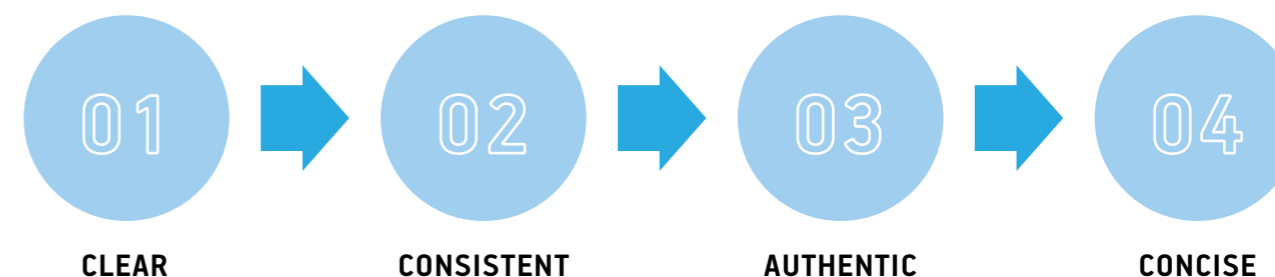 01 02 03 04
CLEAR CONSISTENT AUTHENTIC CONCISE